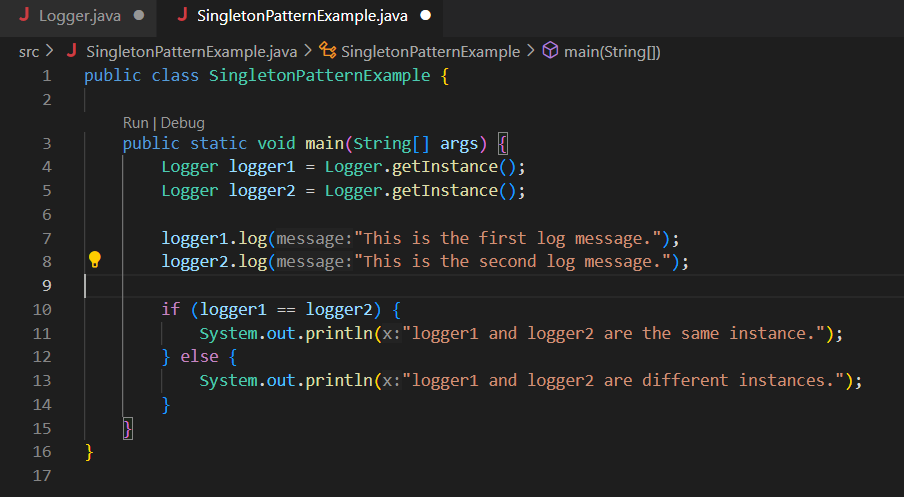 Logger.java
SingletonPatternExample.java
src > SingletonPatternExample.java > SingletonPatternExample > main(String[])
1 public class SingletonPatternExample {
2
Run | Debug
3 public static void main(String[] args) {
4 Logger logger1 = Logger.getInstance();
5 Logger logger2 = Logger.getInstance();
6
7 logger1.log(message:"This is the first log message.");
8 logger2.log(message:"This is the second log message.");
9
10 if (logger1 == logger2) {
11 System.out.println(x:"logger1 and logger2 are the same instance.");
12 } else {
13 System.out.println(x:"logger1 and logger2 are different instances.");
14 }
15 }
16 }
17